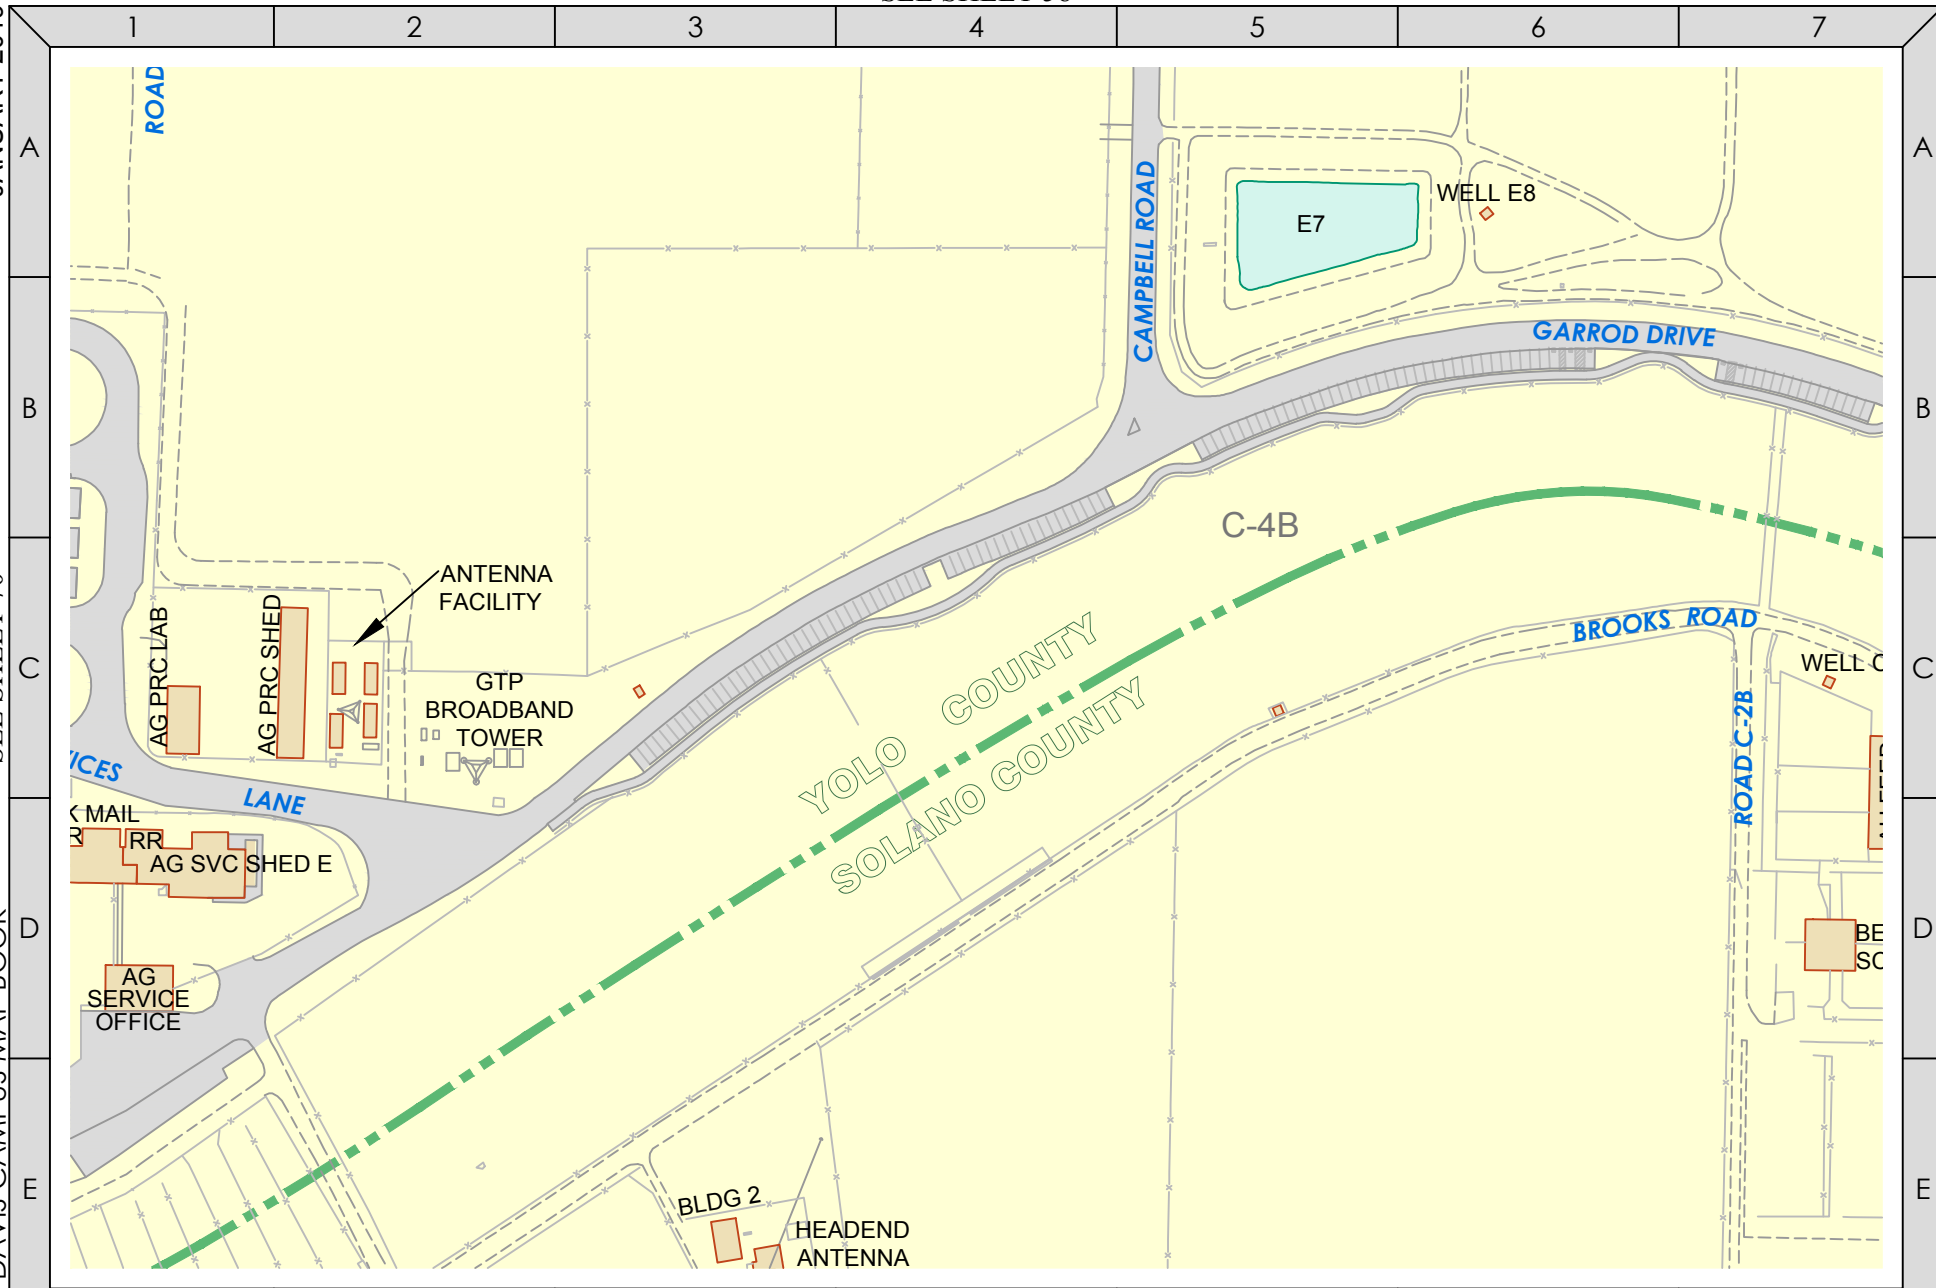 1 2 3 4 5 6 7
A
A
ROAD
CAMPBELL ROAD
WELL E8
E7
GARROD DRIVE
B
B
C-4B
ANTENNA
FACILITY
AG PRC LAB
AG PRC SHED
C
C
GTP
BROADBAND
TOWER
YOLO COUNTY
SOLANO COUNTY
BROOKS ROAD
WELL
ROAD C-2B
LANE
MAIL
RR
AG SVC SHED E
D
D
AG
SERVICE
OFFICE
E
E
BLDG 2
HEADEND
ANTENNA